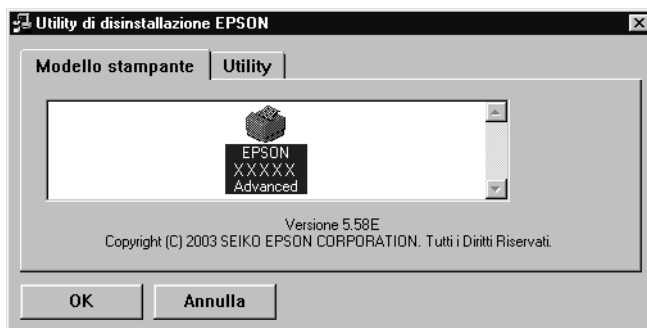 Utility di disinstallazione EPSON
Modello stampante
Utility
EPSON
XXXXX
Advanced
Versione 5.58E
Copyright (C) 2003 SEIKO EPSON CORPORATION. Tutti i Diritti Riservati.
OK
Annulla